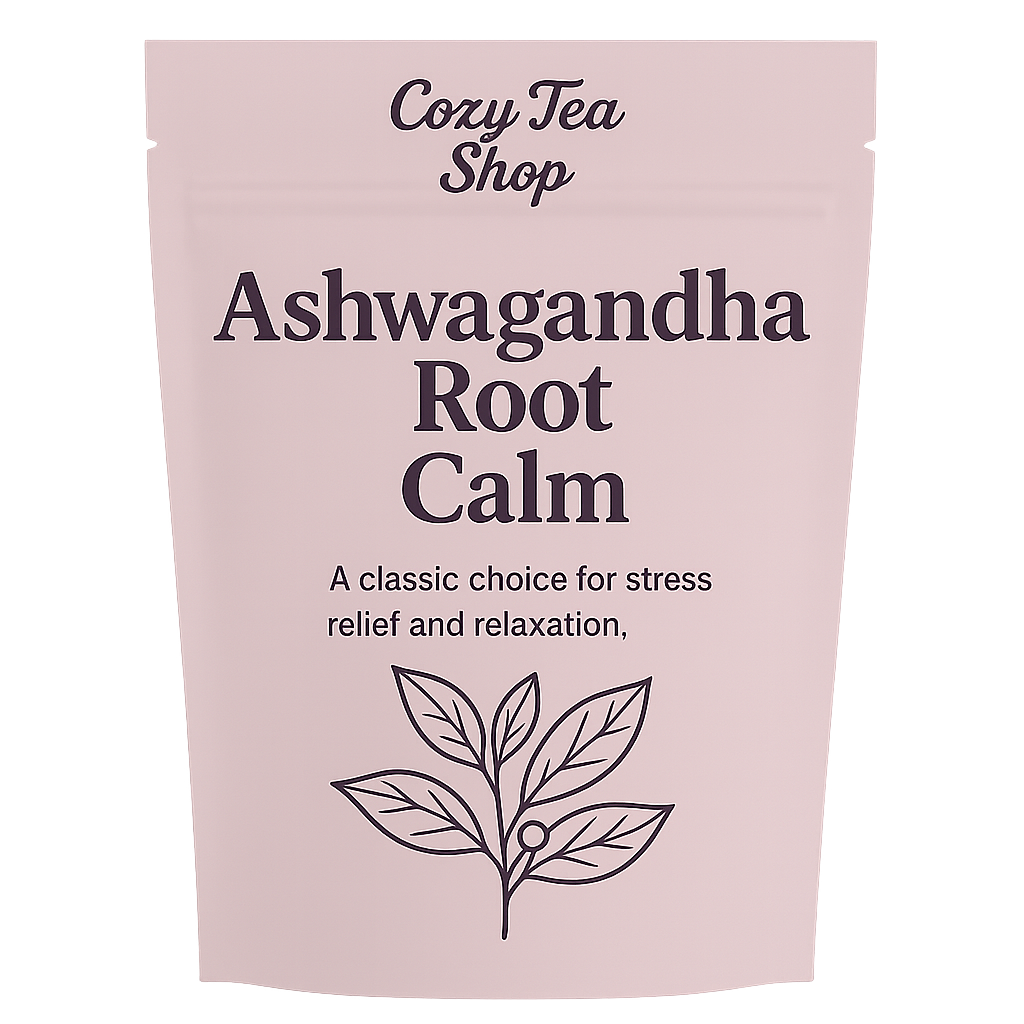 Cozy Tea
Shop
Ashwagandha
Root
Calm
A classic choice for stress
relief and relaxation,